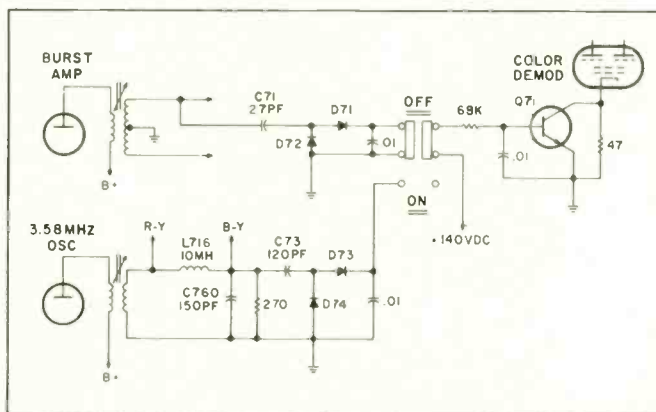 BURST
AMP
B+
C71
27PF
D72
D71
.01
OFF
ON
+140VDC
68K
.01
Q71
COLOR
DEMOD
47
3.58MHZ
OSC
B+
R-Y
L716
10MH
B-Y
C760
150PF
270
C73
120PF
D74
D73
.01